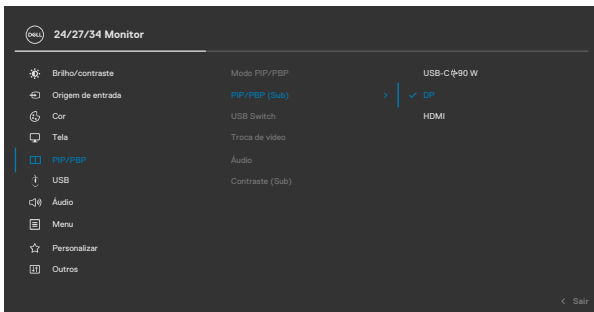 DELL 24/27/34 Monitor
Brilho/contraste Modo PIP/PBP USB-C 90 W
Origem de entrada PIP/PBP (Sub) > DP
Cor USB Switch HDMI
Tela Troca de vídeo
PIP/PBP Áudio
USB Contraste (Sub)
Áudio
Menu
Personalizar
Outros
< Sair